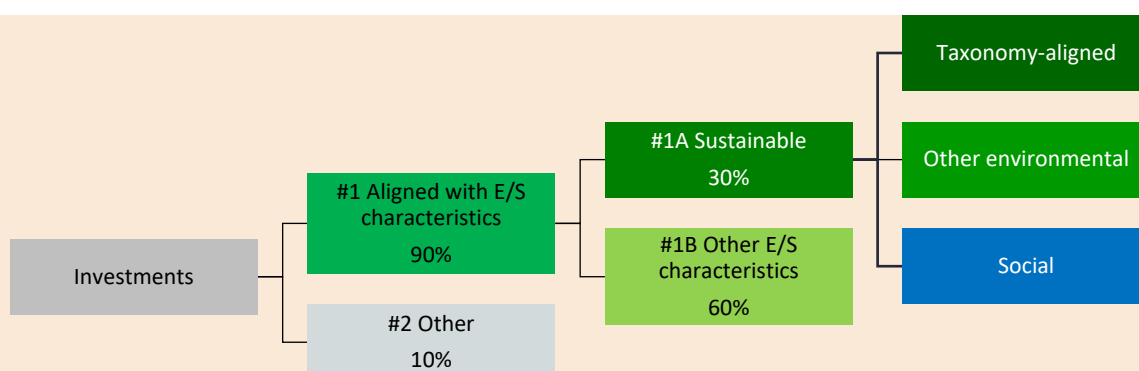 Investments
#1 Aligned with E/S
characteristics
90%
#2 Other
10%
#1A Sustainable
30%
#1B Other E/S
characteristics
60%
Taxonomy-aligned
Other environmental
Social